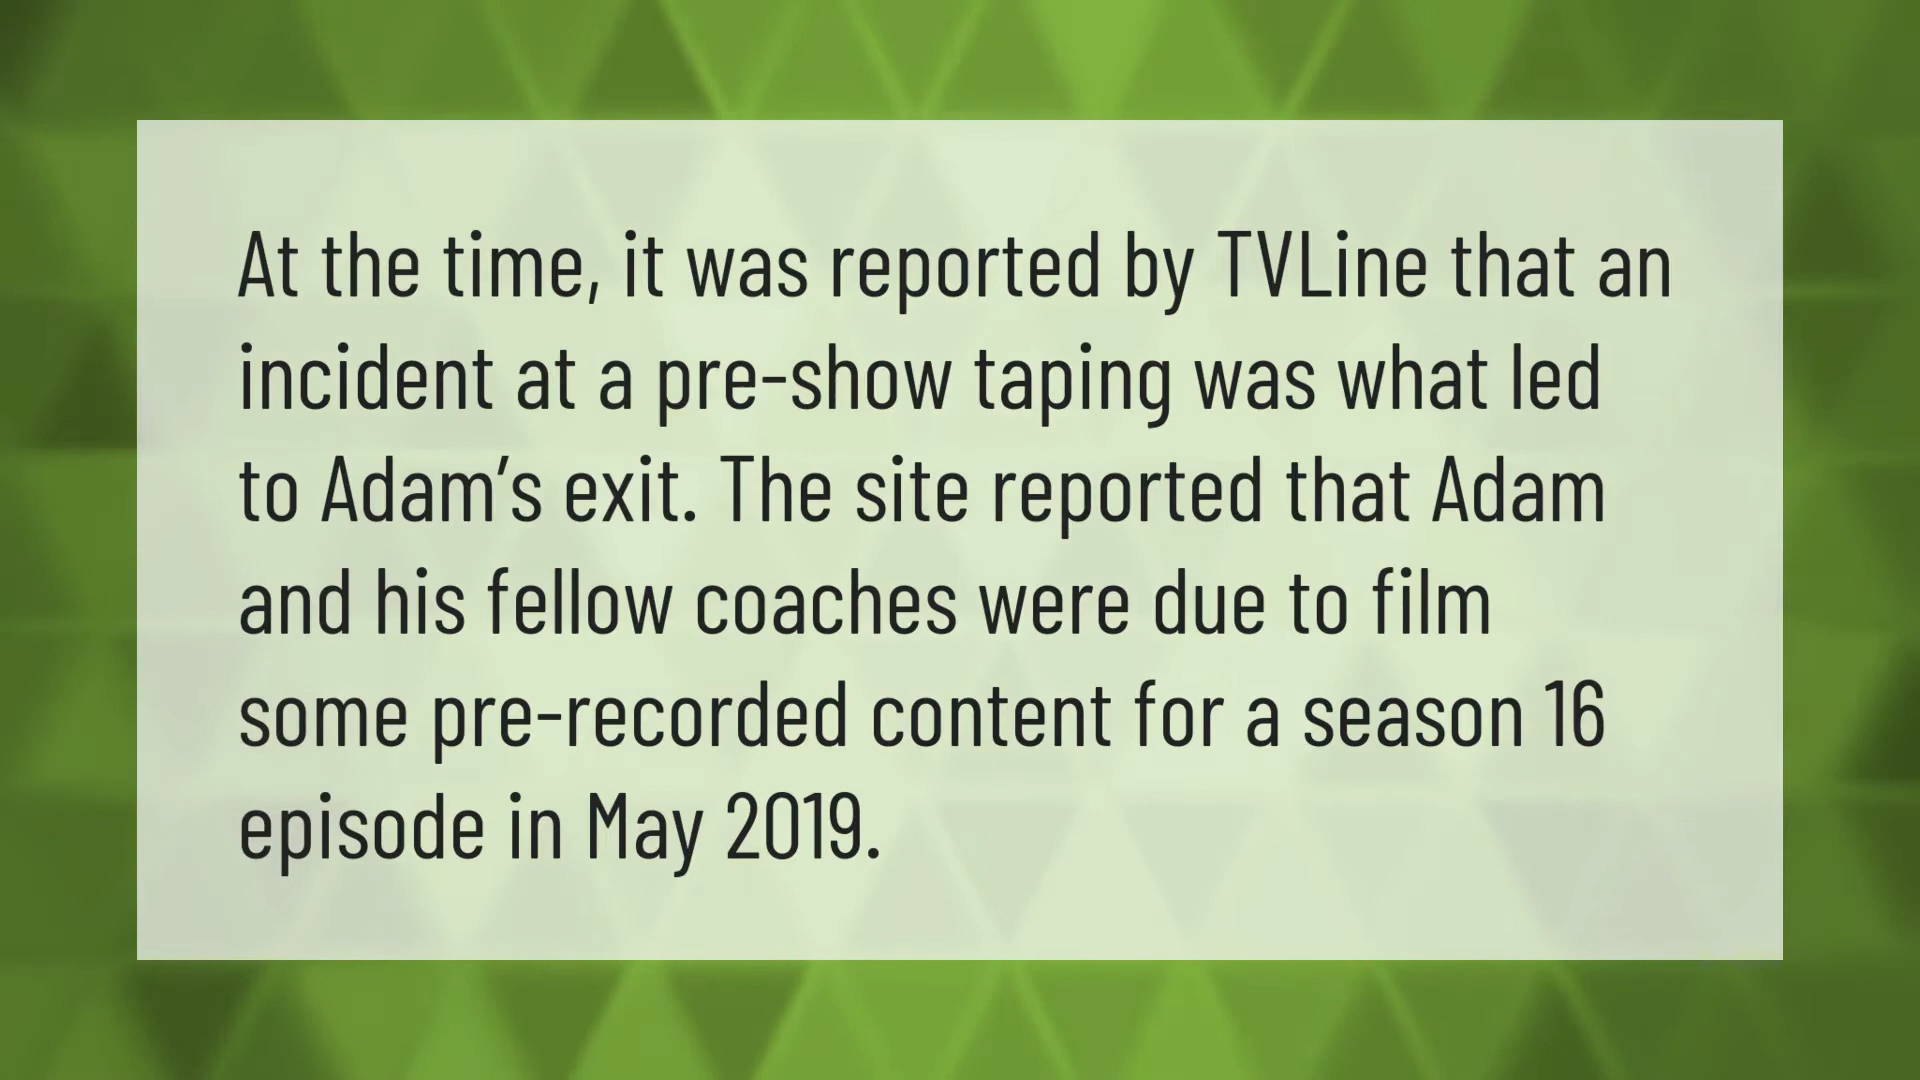 At the time, it was reported by TVLine that an
incident at a pre-show taping was what led
to Adam’s exit. The site reported that Adam
and his fellow coaches were due to film
some pre-recorded content for a season 16
episode in May 2019.